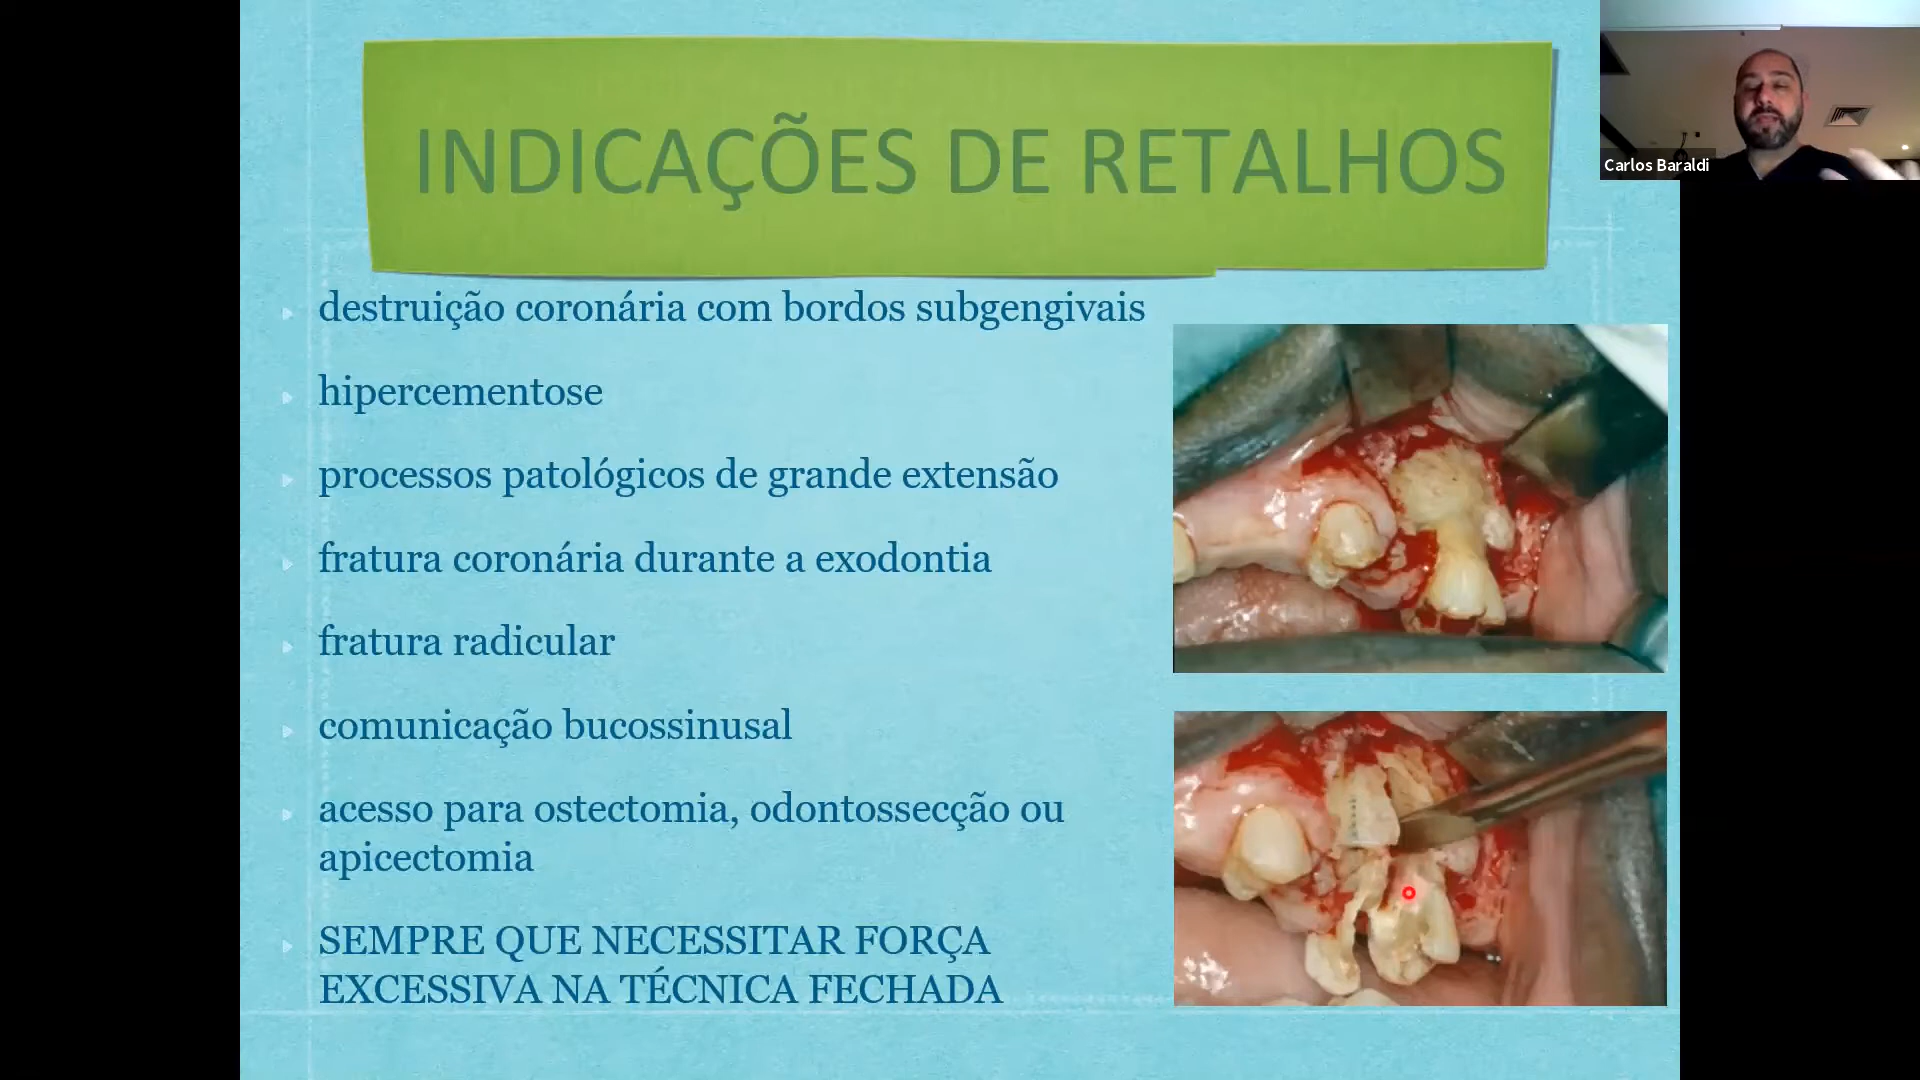 INDICAÇÕES DE RETALHOS
Carlos Baraldi
destruição coronária com bordos subgengivais
hipercementose
processos patológicos de grande extensão
fratura coronária durante a exodontia
fratura radicular
comunicação bucossinusal
acesso para ostectomia, odontossecção ou
apicectomia
SEMPRE QUE NECESSITAR FORÇA
EXCESSIVA NA TÉCNICA FECHADA